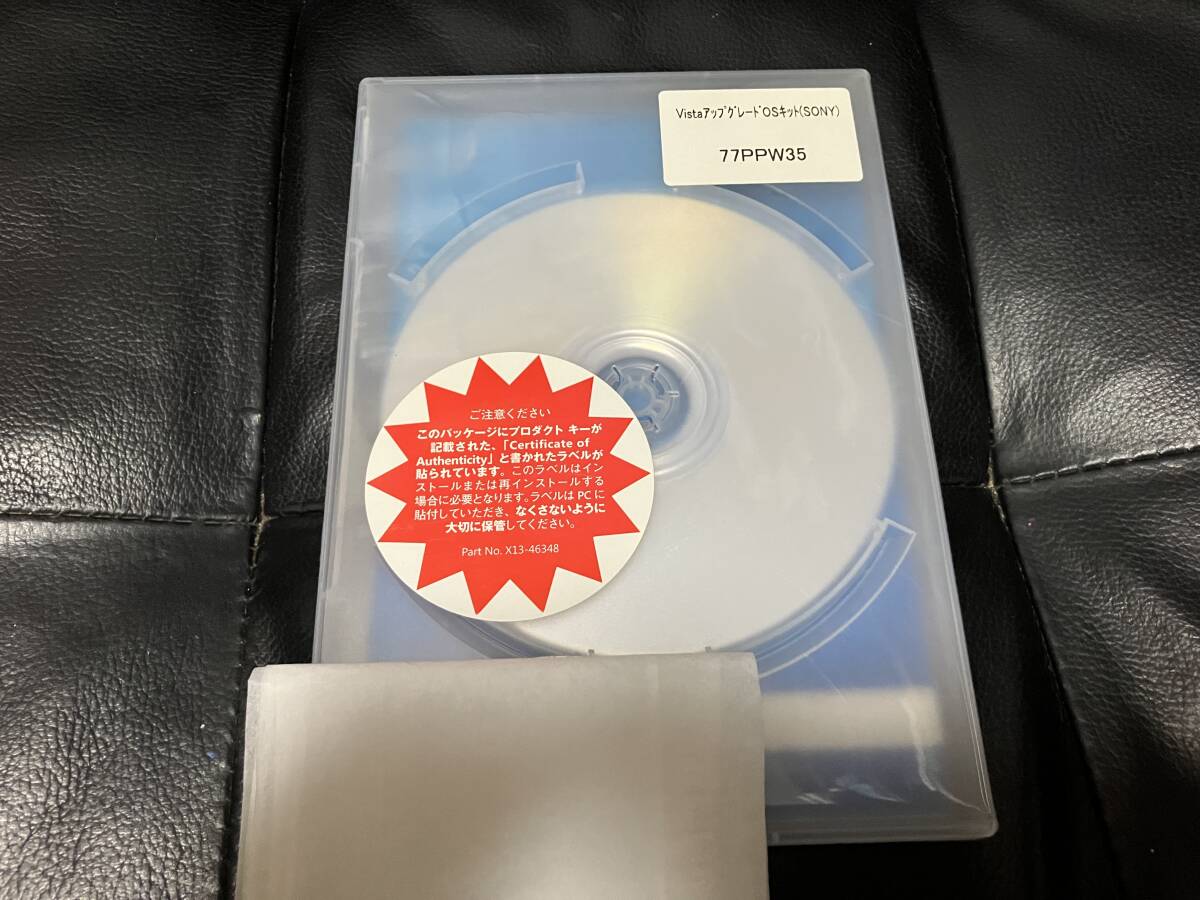 VistaｱｯﾌﾟｸﾞﾚｰﾄﾞOSｷｯﾄ(SONY)
77PPW35
ご注意ください
このパッケージにプロダクト キーが
記載された、「Certificate of
Authenticity」と書かれたラベルが
貼られています。このラベルはイン
ストールまたは再インストールする
場合に必要となります。ラベルは PC に
貼付していただき、なくさないように
大切に保管してください。
Part No. X13-46348